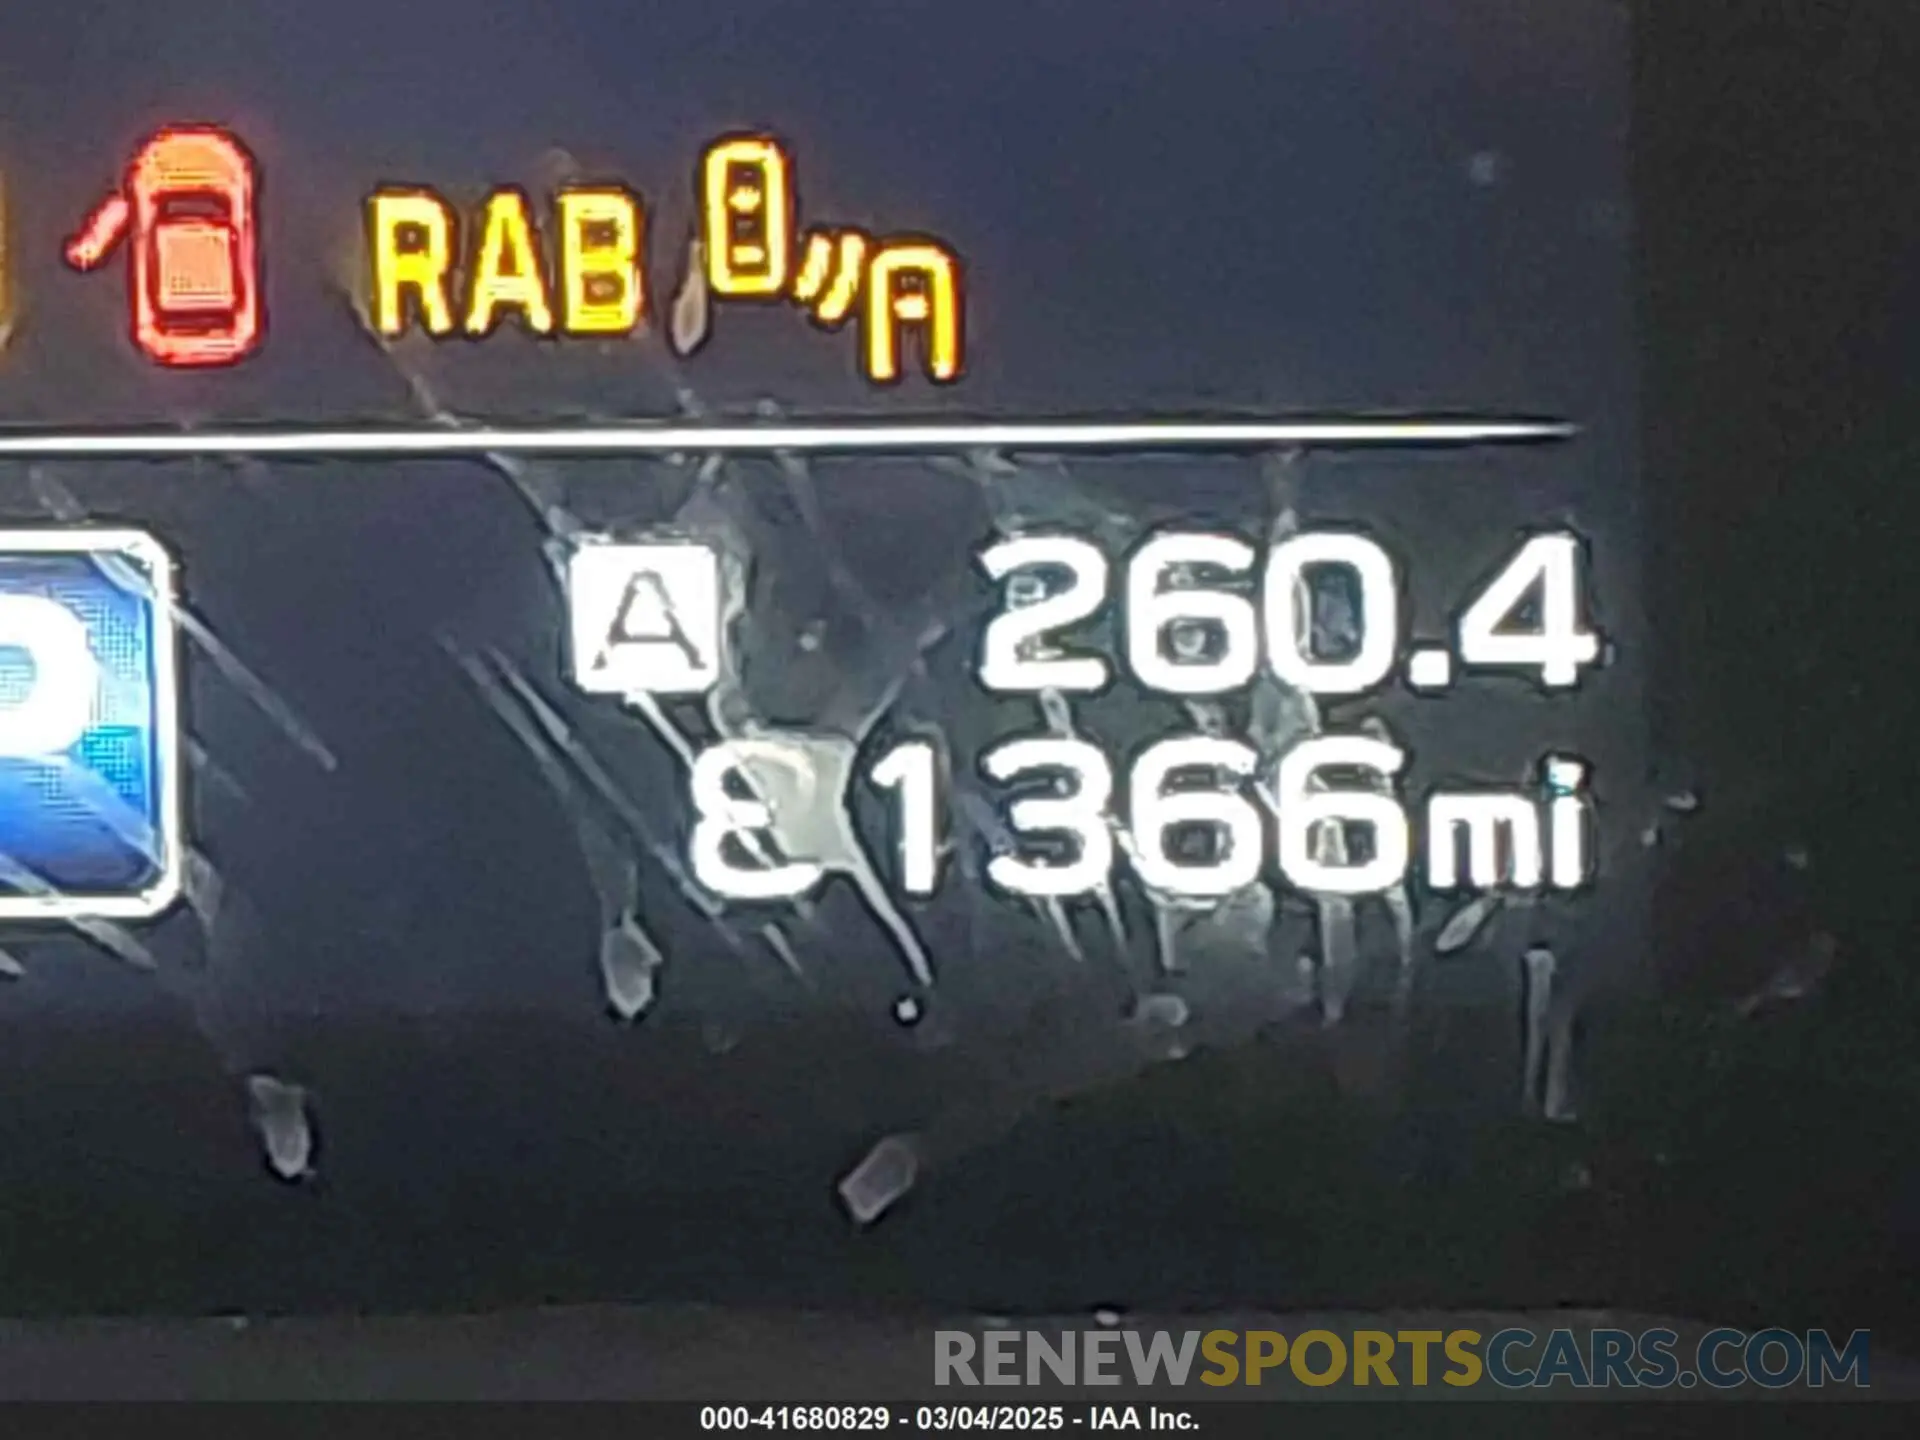 RAB
A 260.4
81366mi
RENEWSPORTSCARS.COM
000-41680829 - 03/04/2025 - IAA Inc.